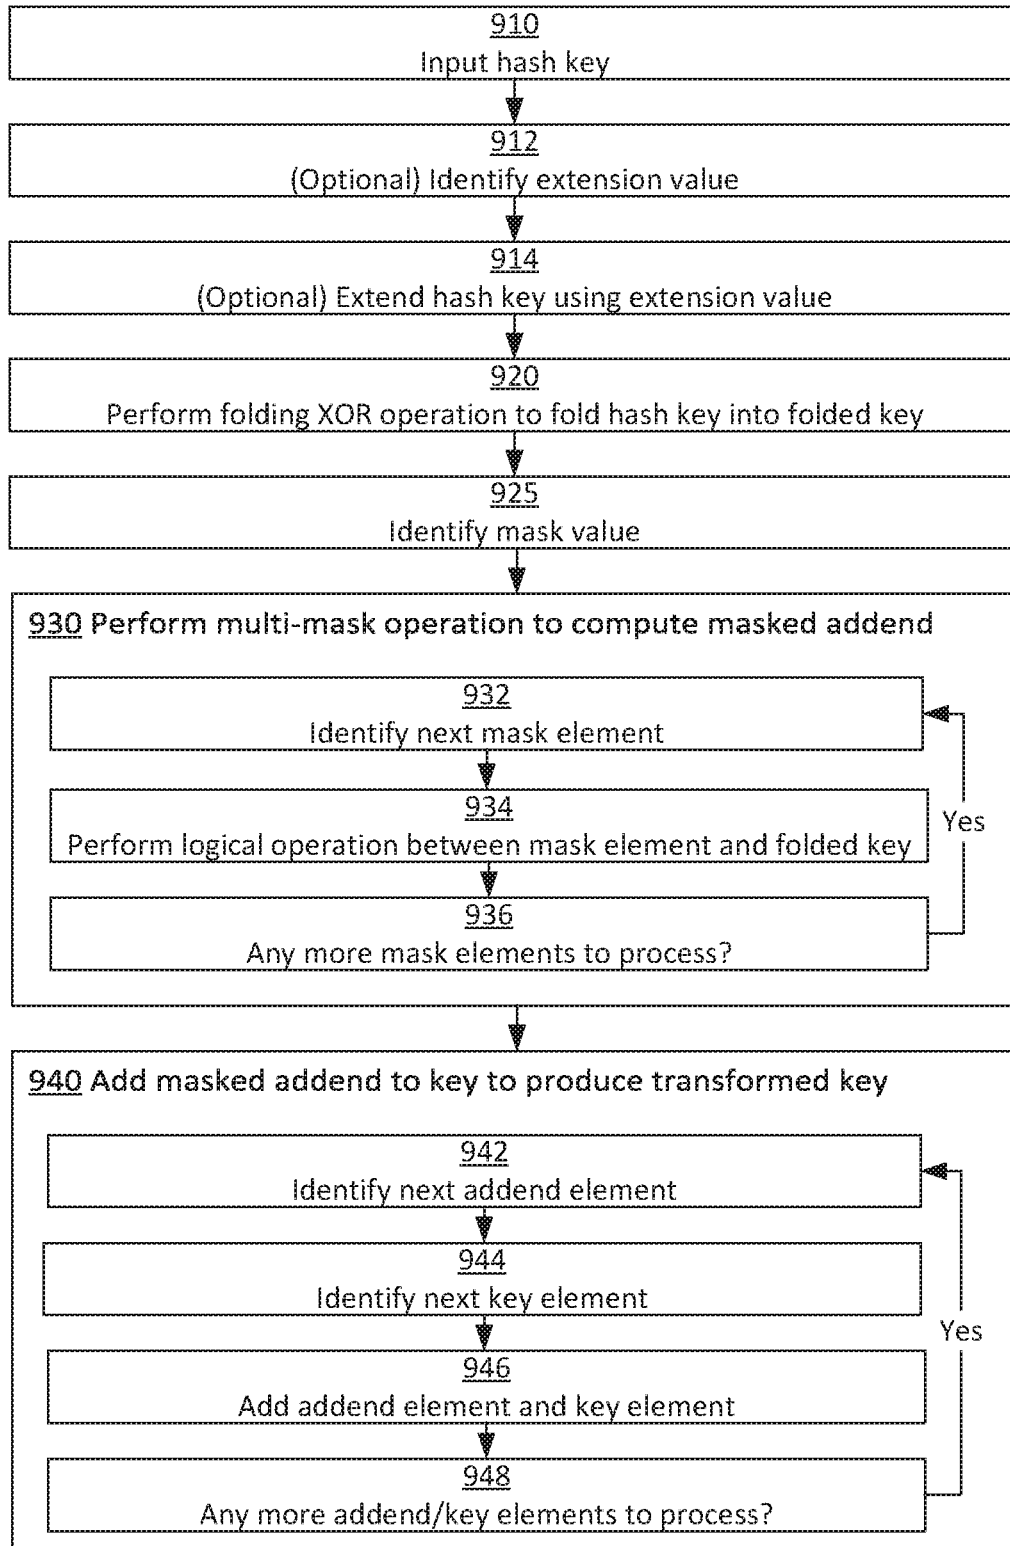 910
Input hash key
912
(Optional) Identify extension value
914
(Optional) Extend hash key using extension value
920
Perform folding XOR operation to fold hash key into folded key
925
Identify mask value
930 Perform multi-mask operation to compute masked addend
932
Identify next mask element
934
Perform logical operation between mask element and folded key
Yes
936
Any more mask elements to process?
940 Add masked addend to key to produce transformed key
942
Identify next addend element
944
Identify next key element
Yes
946
Add addend element and key element
948
Any more addend/key elements to process?